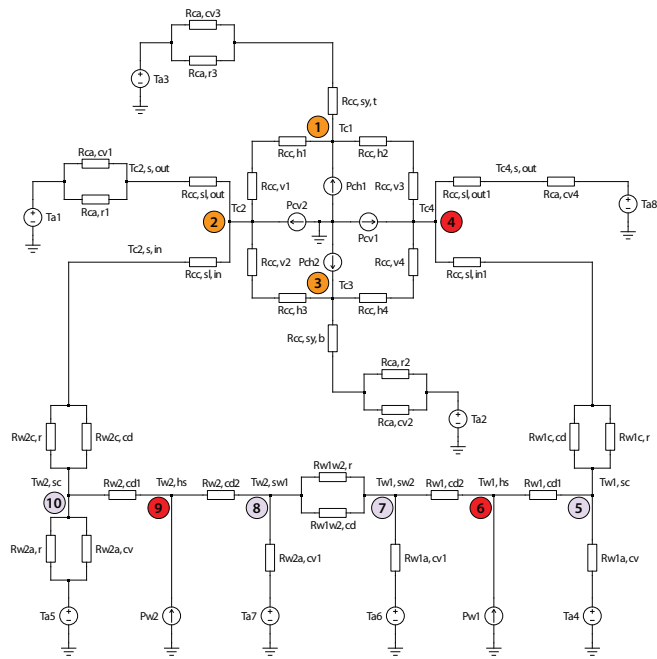 Rca, cv3
Ta3
Rca, r3
Rcc, sy, t
1
Tc1
Rcc, h1
Rcc, h2
Rca, cv1
Tc2, s, out
Rcc, v1
Pch1
Rcc, v3
Tc4, s, out
Rcc, sl, out
Rcc, sl, out1
Rca, cv4
Ta1
Rca, r1
2
Tc2
Pcv2
Pcv1
Tc4
4
Ta8
Tc2, s, in
Rcc, sl, in
Rcc, v2
Pch2
Rcc, v4
Rcc, sl, in1
3
Tc3
Rcc, h3
Rcc, h4
Rcc, sy, b
Rca, r2
Rca, cv2
Ta2
Rw2c, r
Rw2c, cd
Rw1c, cd
Rw1c, r
Tw2, sc
Rw2, cd1
Tw2, hs
Rw2, cd2
Tw2, sw1
Rw1w2, r
Tw1, sw2
Rw1, cd2
Tw1, hs
Rw1, cd1
Tw1, sc
10
9
8
7
6
5
Rw1w2, cd
Rw2a, r
Rw2a, cv
Rw2a, cv1
Rw1a, cv1
Rw1a, cv
Ta5
Pw2
Ta7
Ta6
Pw1
Ta4